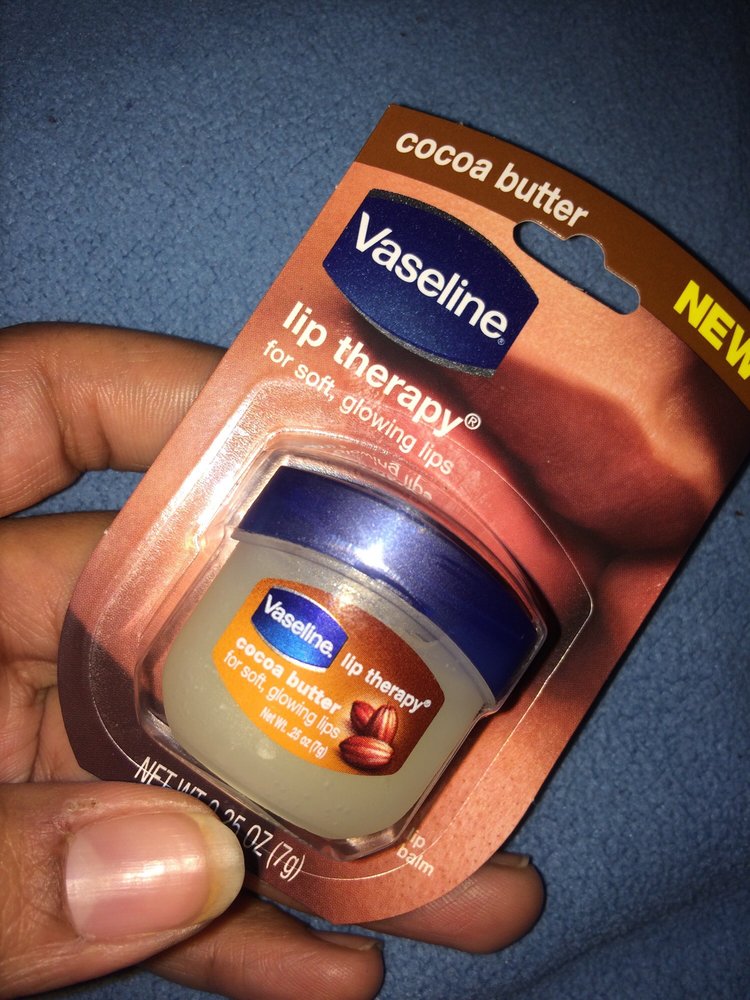 cocoa butter
NEW
Vaseline®
lip therapy®
for soft, glowing lips
Vaseline.
lip therapy®
cocoa butter
for soft, glowing lips
Net Wt. .25 oz (7g)
NET WT 0.25 OZ (7g)
lip
balm